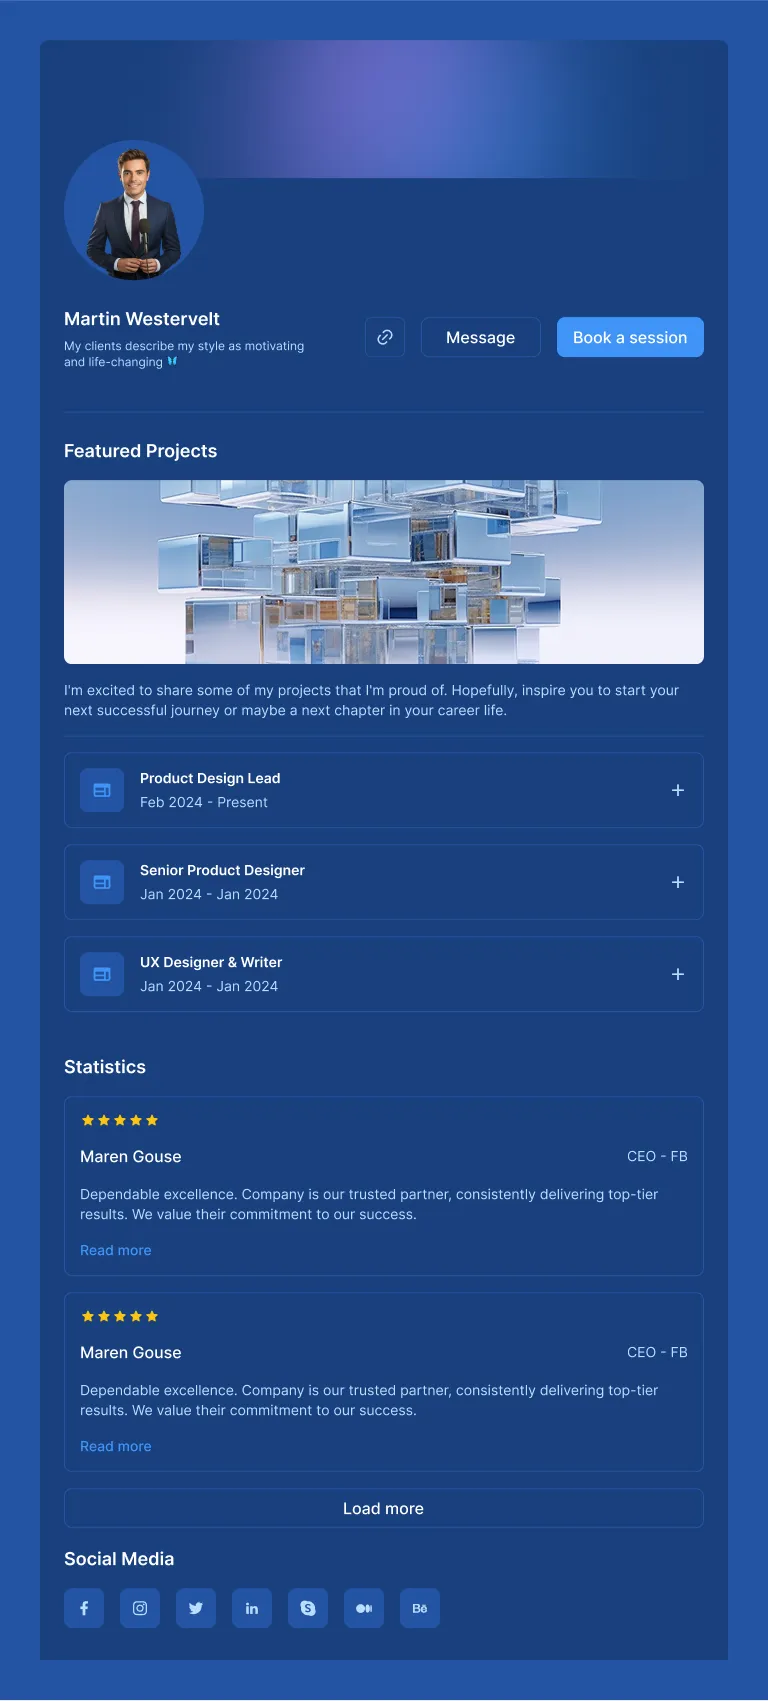 Martin Westervelt
My clients describe my style as motivating
and life-changing
Message
Book a session
Featured Projects
I'm excited to share some of my projects that I'm proud of. Hopefully, inspire you to start your
next successful journey or maybe a next chapter in your career life.
Product Design Lead
Feb 2024 - Present
Senior Product Designer
Jan 2024 - Jan 2024
UX Designer & Writer
Jan 2024 - Jan 2024
Statistics
Maren Gouse
CEO - FB
Dependable excellence. Company is our trusted partner, consistently delivering top-tier
results. We value their commitment to our success.
Read more
Maren Gouse
CEO - FB
Dependable excellence. Company is our trusted partner, consistently delivering top-tier
results. We value their commitment to our success.
Read more
Load more
Social Media